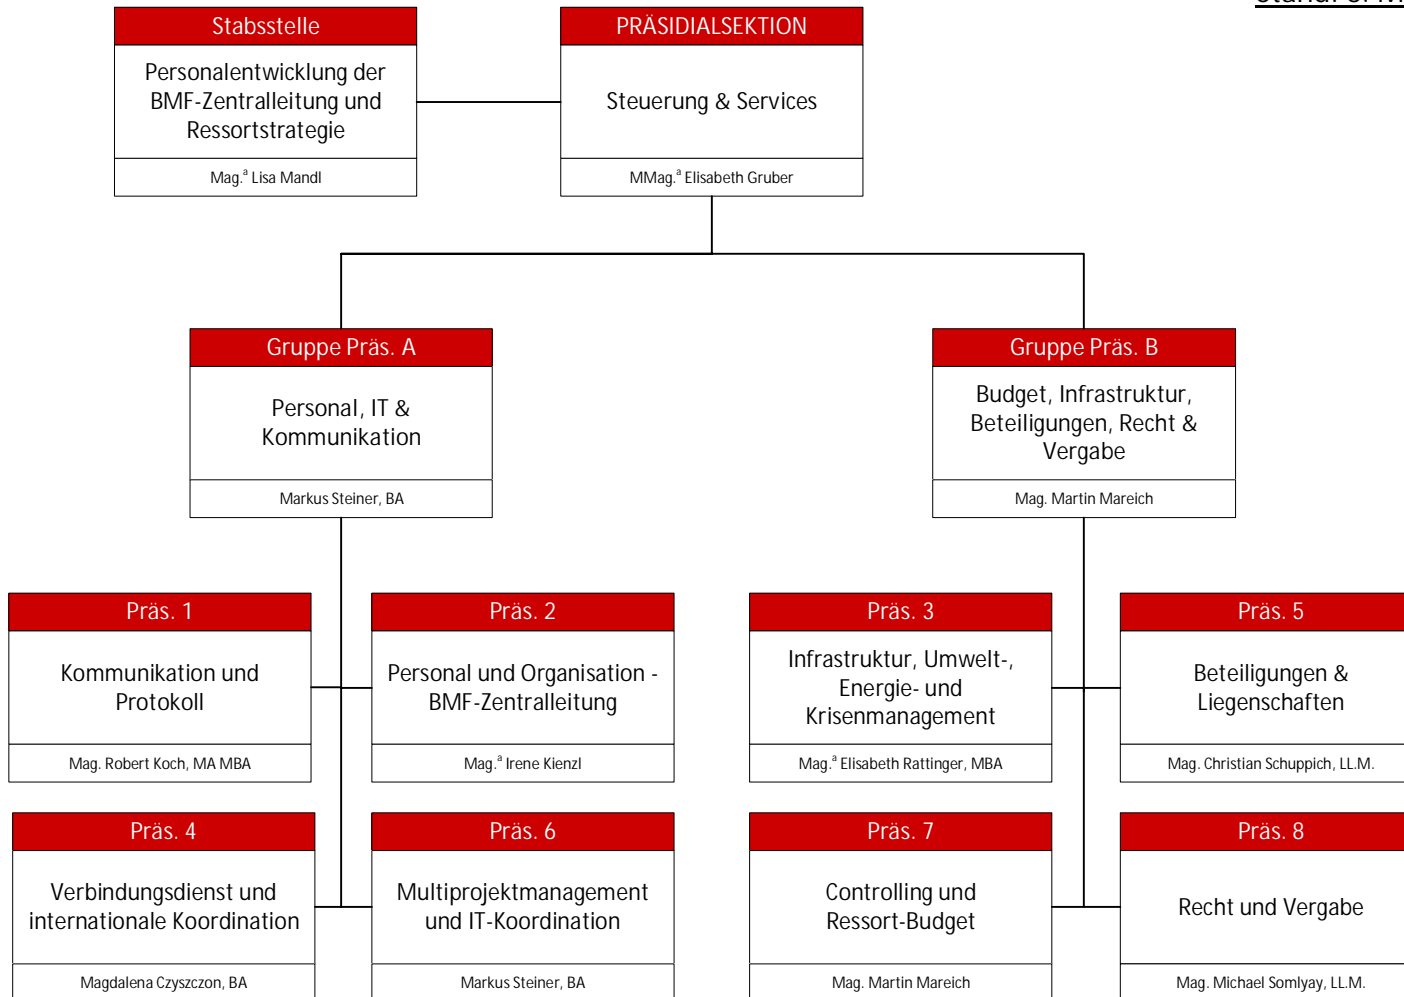 Stabsstelle
Personalentwicklung der
BMF-Zentralleitung und
Ressortstrategie
Mag.ª Lisa Mandl
PRÄSIDIALSEKTION
Steuerung & Services
MMag.ª Elisabeth Gruber
Gruppe Präs. A
Personal, IT &
Kommunikation
Markus Steiner, BA
Gruppe Präs. B
Budget, Infrastruktur,
Beteiligungen, Recht &
Vergabe
Mag. Martin Mareich
Präs. 1
Kommunikation und
Protokoll
Mag. Robert Koch, MA MBA
Präs. 2
Personal und Organisation -
BMF-Zentralleitung
Mag.ª Irene Kienzl
Präs. 3
Infrastruktur, Umwelt-,
Energie- und
Krisenmanagement
Mag.ª Elisabeth Rattinger, MBA
Präs. 5
Beteiligungen &
Liegenschaften
Mag. Christian Schuppich, LL.M.
Präs. 4
Verbindungsdienst und
internationale Koordination
Magdalena Czyszczon, BA
Präs. 6
Multiprojektmanagement
und IT-Koordination
Markus Steiner, BA
Präs. 7
Controlling und
Ressort-Budget
Mag. Martin Mareich
Präs. 8
Recht und Vergabe
Mag. Michael Somlyay, LL.M.